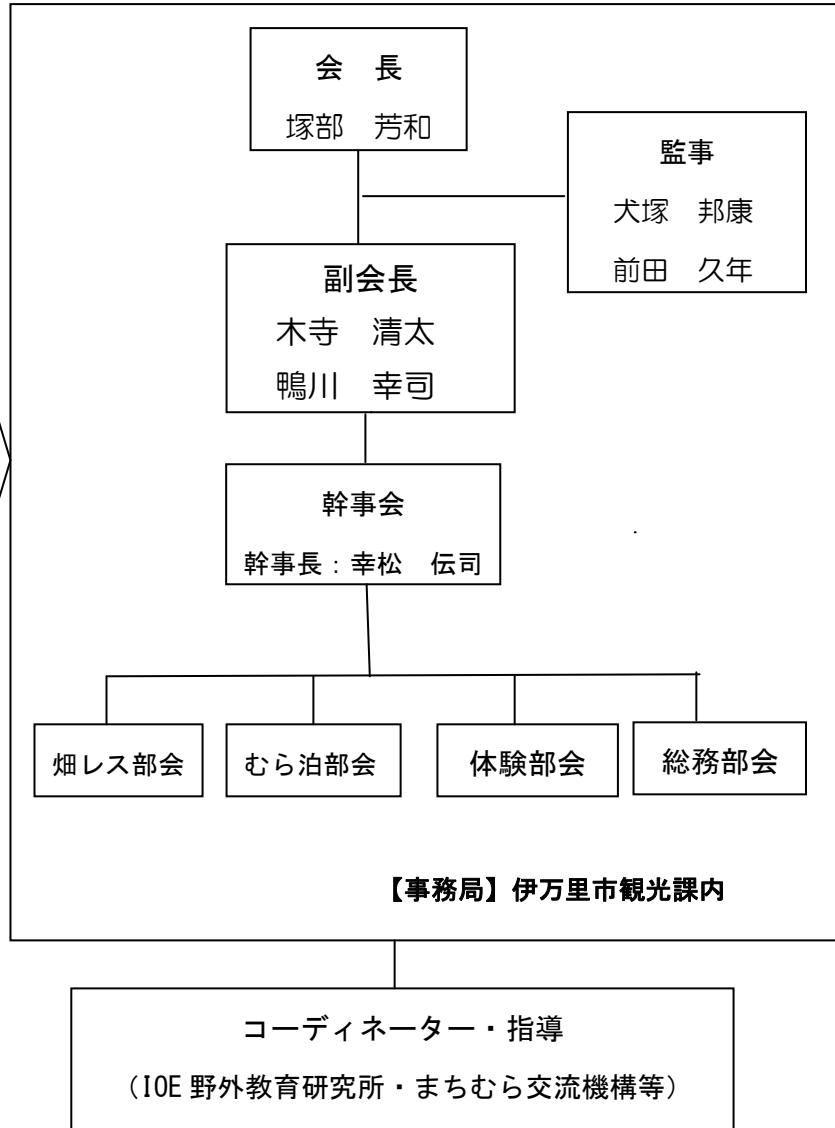 会　長
塚部　芳和
監事
犬塚　邦康
前田　久年
副会長
木寺　清太
鴨川　幸司
幹事会
幹事長：幸松　伝司
畑レス部会
むら泊部会
体験部会
総務部会
【事務局】伊万里市観光課内
コーディネーター・指導
（IOE 野外教育研究所・まちむら交流機構等）